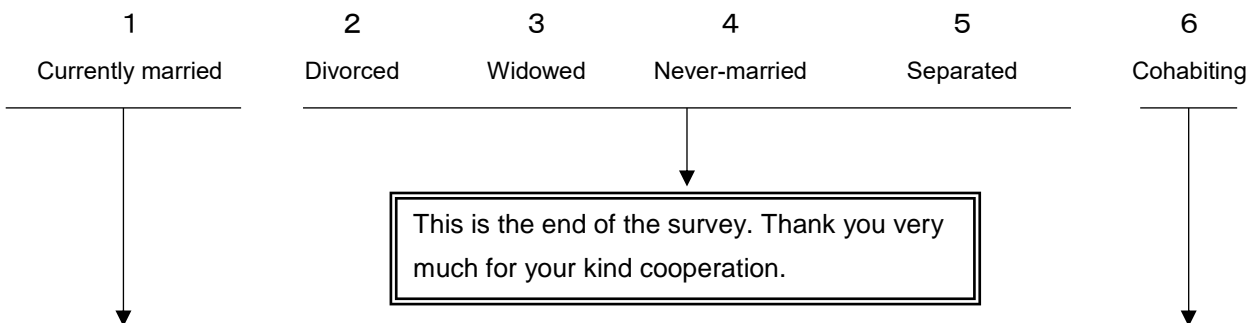 1 2 3 4 5 6
Currently married Divorced Widowed Never-married Separated Cohabiting
This is the end of the survey. Thank you very
much for your kind cooperation.